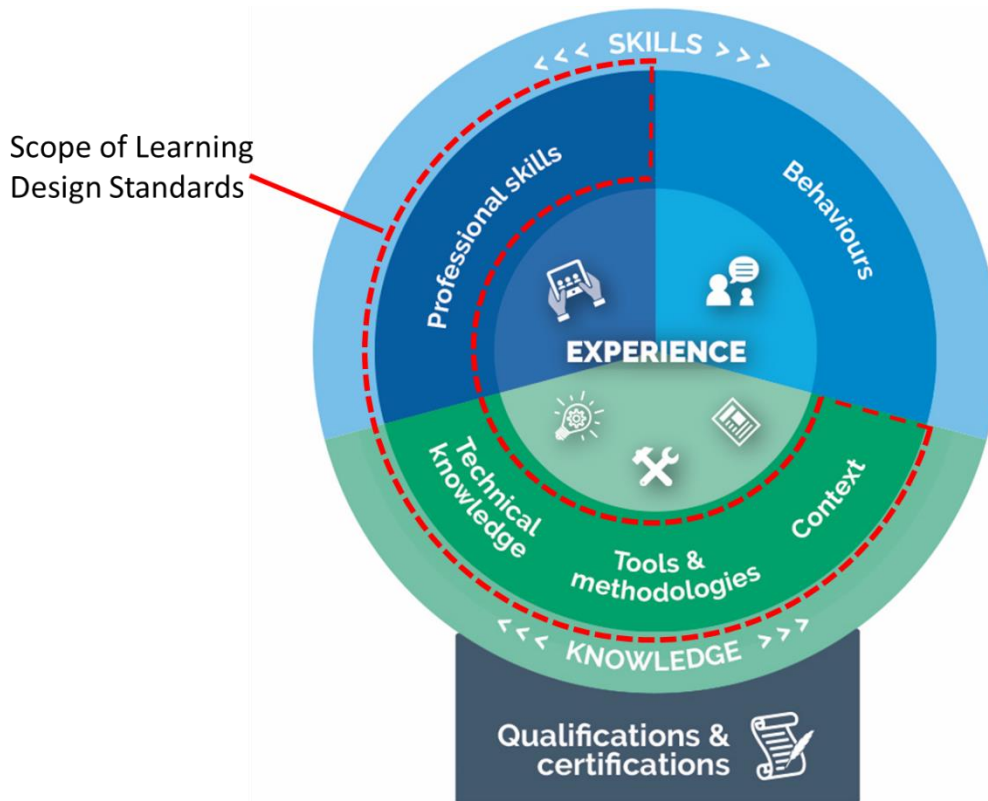 <<< SKILLS >>>
Scope of Learning
Design Standards
Professional skills
Behaviours
EXPERIENCE
Technical
knowledge
Tools &
methodologies
Context
<<< KNOWLEDGE >>>
Qualifications &
certifications